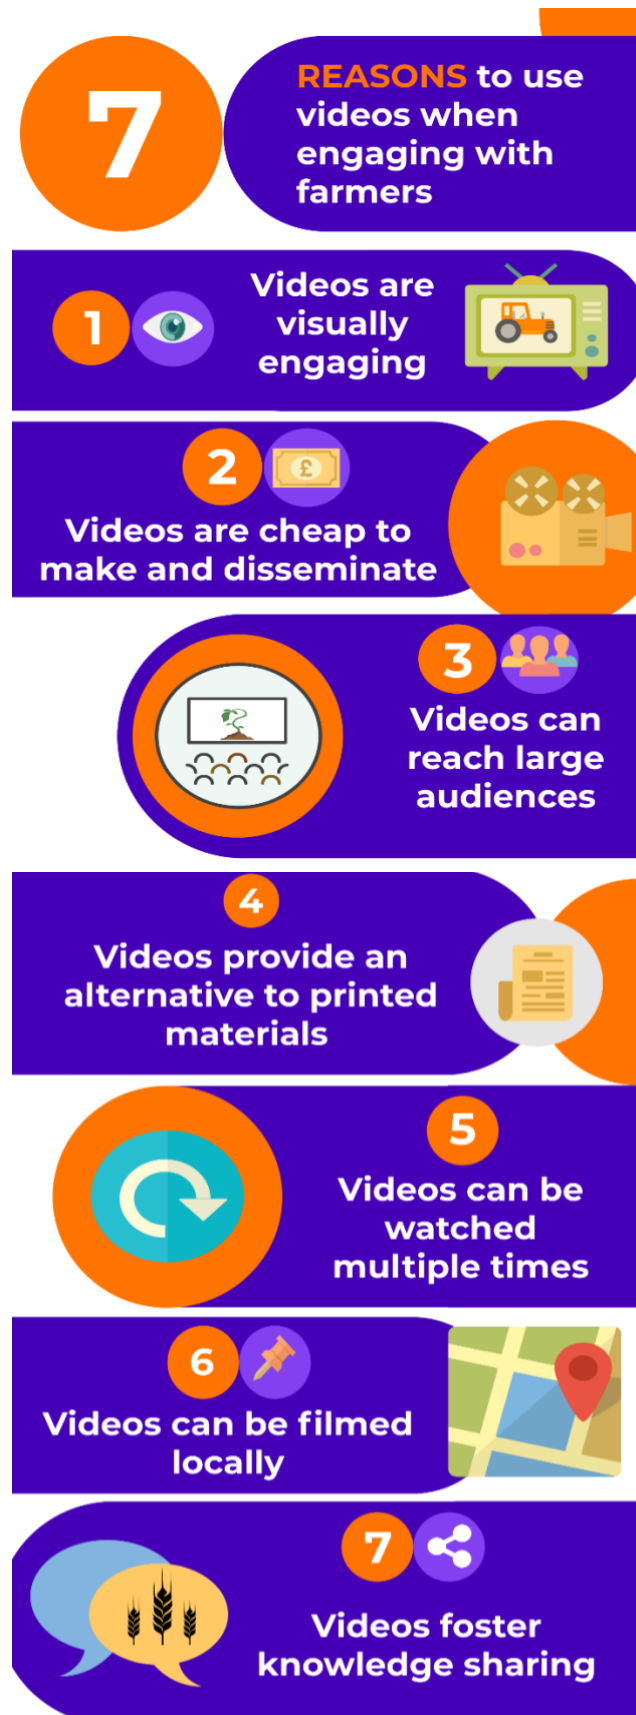 7
REASONS to use
videos when
engaging with
farmers
1
Videos are
visually
engaging
2
£
Videos are cheap to
make and disseminate
3
Videos can
reach large
audiences
4
Videos provide an
alternative to printed
materials
5
Videos can be
watched
multiple times
6
Videos can be filmed
locally
7
Videos foster
knowledge sharing